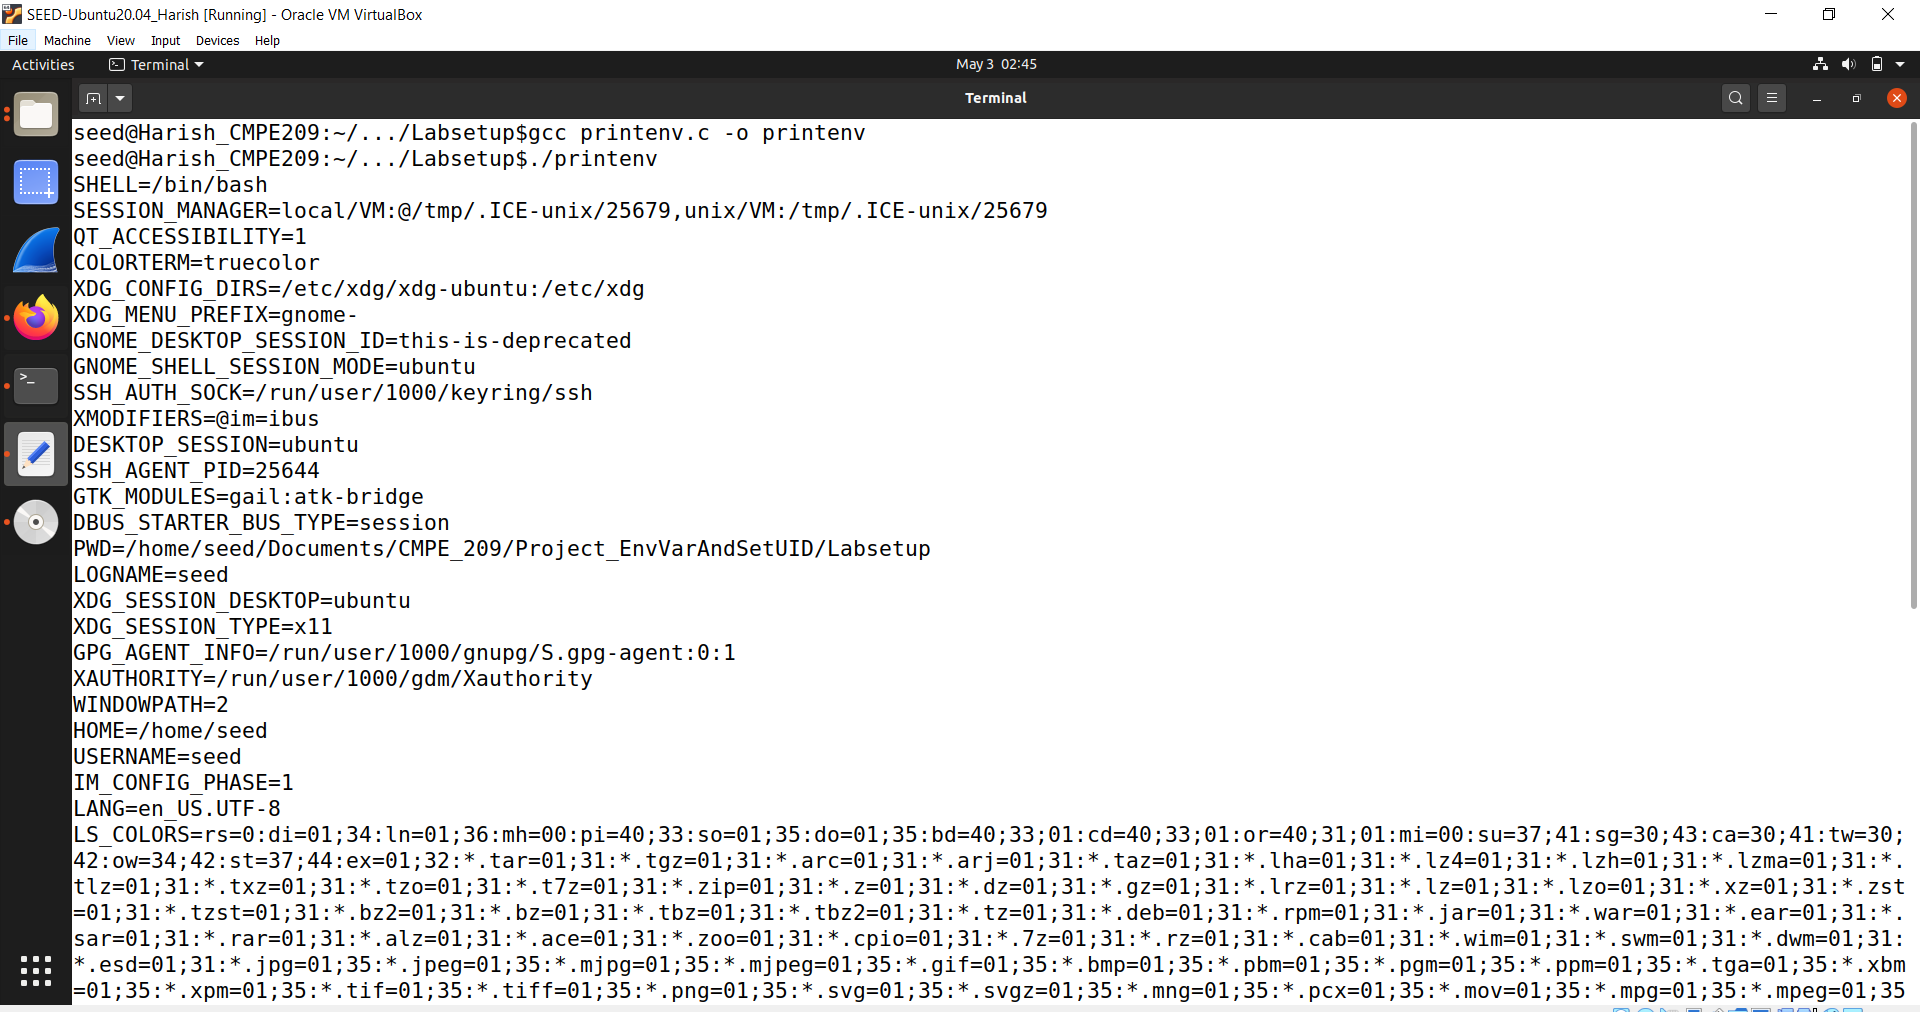 SEED-Ubuntu20.04_Harish [Running] - Oracle VM VirtualBox
File Machine View Input Devices Help
Activities Terminal May 3 02:45
Terminal
seed@Harish_CMPE209:~/.../Labsetup$gcc printenv.c -o printenv
seed@Harish_CMPE209:~/.../Labsetup$./printenv
SHELL=/bin/bash
SESSION_MANAGER=local/VM:@/tmp/.ICE-unix/25679,unix/VM:/tmp/.ICE-unix/25679
QT_ACCESSIBILITY=1
COLORTERM=truecolor
XDG_CONFIG_DIRS=/etc/xdg/xdg-ubuntu:/etc/xdg
XDG_MENU_PREFIX=gnome-
GNOME_DESKTOP_SESSION_ID=this-is-deprecated
GNOME_SHELL_SESSION_MODE=ubuntu
SSH_AUTH_SOCK=/run/user/1000/keyring/ssh
XMODIFIERS=@im=ibus
DESKTOP_SESSION=ubuntu
SSH_AGENT_PID=25644
GTK_MODULES=gail:atk-bridge
DBUS_STARTER_BUS_TYPE=session
PWD=/home/seed/Documents/CMPE_209/Project_EnvVarAndSetUID/Labsetup
LOGNAME=seed
XDG_SESSION_DESKTOP=ubuntu
XDG_SESSION_TYPE=x11
GPG_AGENT_INFO=/run/user/1000/gnupg/S.gpg-agent:0:1
XAUTHORITY=/run/user/1000/gdm/Xauthority
WINDOWPATH=2
HOME=/home/seed
USERNAME=seed
IM_CONFIG_PHASE=1
LANG=en_US.UTF-8
LS_COLORS=rs=0:di=01;34:ln=01;36:mh=00:pi=40;33:so=01;35:do=01;35:bd=40;33;01:cd=40;33;01:or=40;31;01:mi=00:su=37;41:sg=30;43:ca=30;41:tw=30;
42:ow=34;42:st=37;44:ex=01;32:*.tar=01;31:*.tgz=01;31:*.arc=01;31:*.arj=01;31:*.taz=01;31:*.lha=01;31:*.lz4=01;31:*.lzh=01;31:*.lzma=01;31:*.
tlz=01;31:*.txz=01;31:*.tzo=01;31:*.t7z=01;31:*.zip=01;31:*.z=01;31:*.dz=01;31:*.gz=01;31:*.lrz=01;31:*.lz=01;31:*.lzo=01;31:*.xz=01;31:*.zst
=01;31:*.tzst=01;31:*.bz2=01;31:*.bz=01;31:*.tbz=01;31:*.tbz2=01;31:*.tz=01;31:*.deb=01;31:*.rpm=01;31:*.jar=01;31:*.war=01;31:*.ear=01;31:*.
sar=01;31:*.rar=01;31:*.alz=01;31:*.ace=01;31:*.zoo=01;31:*.cpio=01;31:*.7z=01;31:*.rz=01;31:*.cab=01;31:*.wim=01;31:*.swm=01;31:*.dwm=01;31:
*.esd=01;31:*.jpg=01;35:*.jpeg=01;35:*.mjpg=01;35:*.mjpeg=01;35:*.gif=01;35:*.bmp=01;35:*.pbm=01;35:*.pgm=01;35:*.ppm=01;35:*.tga=01;35:*.xbm
=01;35:*.xpm=01;35:*.tif=01;35:*.tiff=01;35:*.png=01;35:*.svg=01;35:*.svgz=01;35:*.mng=01;35:*.pcx=01;35:*.mov=01;35:*.mpg=01;35:*.mpeg=01;35